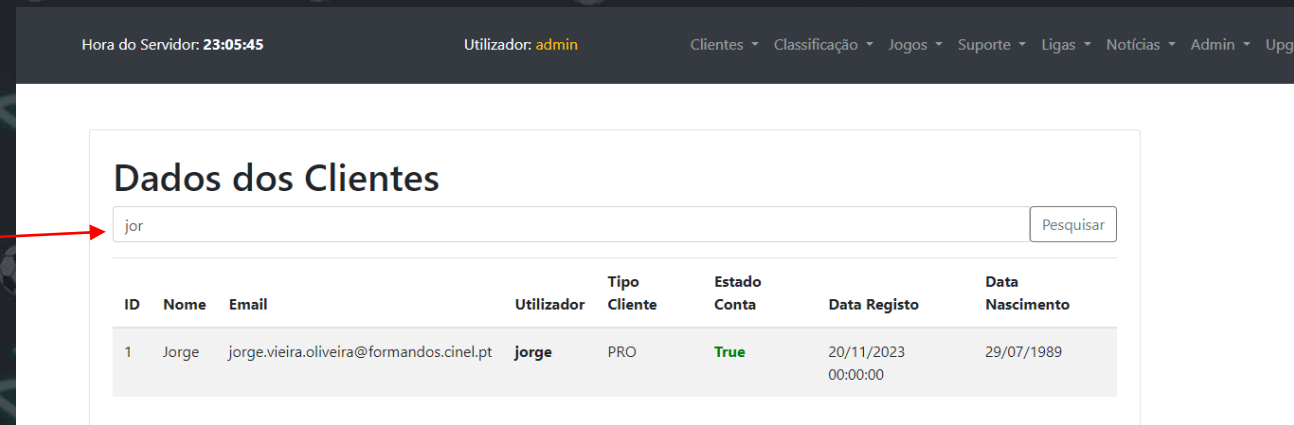 Hora do Servidor: 23:05:45 Utilizador: admin Clientes Classificação Jogos Suporte Ligas Notícias Admin Upg
Dados dos Clientes
jor Pesquisar
ID Nome Email Utilizador Tipo Cliente Estado Conta Data Registo Data Nascimento
1 Jorge jorge.vieira.oliveira@formandos.cinel.pt jorge PRO True 20/11/2023 29/07/1989
00:00:00